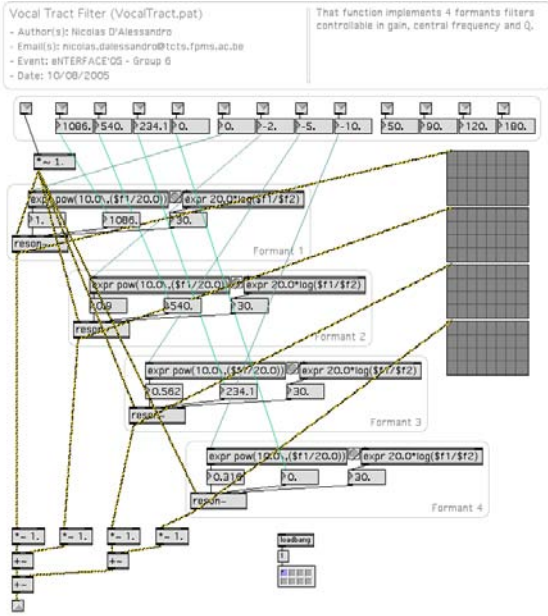 Vocal Tract Filter (VocalTract.pat)
- Author(s): Nicolas D'Alessandro
- Email(s): nicolas.dalessandro@tcts.fpms.ac.be
- Event: eNTERFACE'05 - Group 6
- Date: 10/08/2005
That function implements 4 formants filters
controllable in gain, central frequency and Q.
1086. 540. 234.1 0. 0. -2. -5. -10. 50. 90. 120. 180.
*~ 1.
expr pow(10.0\,($f1/20.0)) expr 20.0*log($f1/$f2)
1. 1086. 30.
reson~
Formant 1
expr pow(10.0\,($f1/20.0)) expr 20.0*log($f1/$f2)
0.9 540. 30.
reson~
Formant 2
expr pow(10.0\,($f1/20.0)) expr 20.0*log($f1/$f2)
0.562 234.1 30.
reson~
Formant 3
expr pow(10.0\,($f1/20.0)) expr 20.0*log($f1/$f2)
0.316 0. 30.
reson~
Formant 4
*~ 1. *~ 1. *~ 1. *~ 1.
+~ +~
+~
loadbang